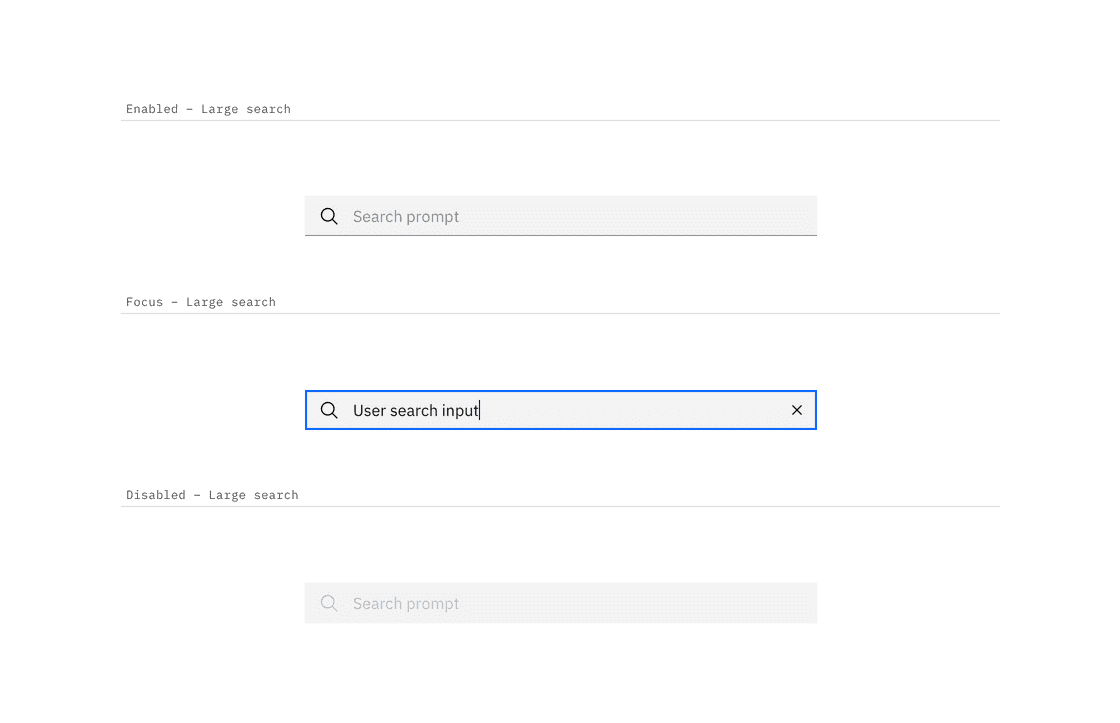 Enabled – Large search
Search prompt
Focus – Large search
User search input
Disabled – Large search
Search prompt